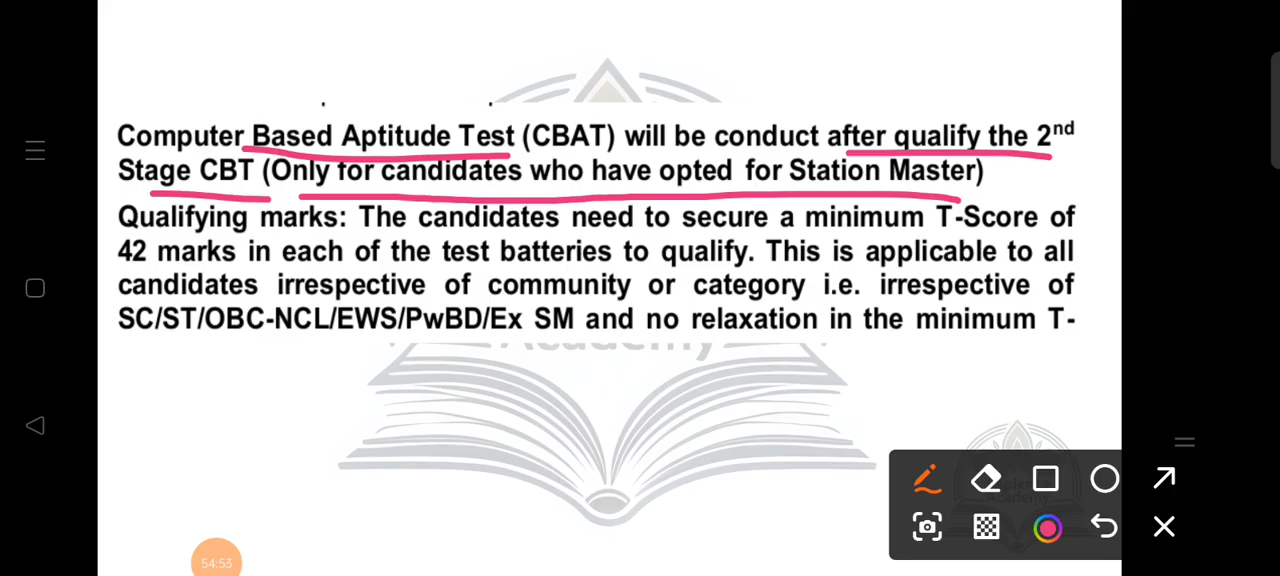 Computer Based Aptitude Test (CBAT) will be conduct after qualify the 2nd
Stage CBT (Only for candidates who have opted for Station Master)
Qualifying marks: The candidates need to secure a minimum T-Score of
42 marks in each of the test batteries to qualify. This is applicable to all
candidates irrespective of community or category i.e. irrespective of
SC/ST/OBC-NCL/EWS/PwBD/Ex SM and no relaxation in the minimum T-
Academy
Academy
54:53